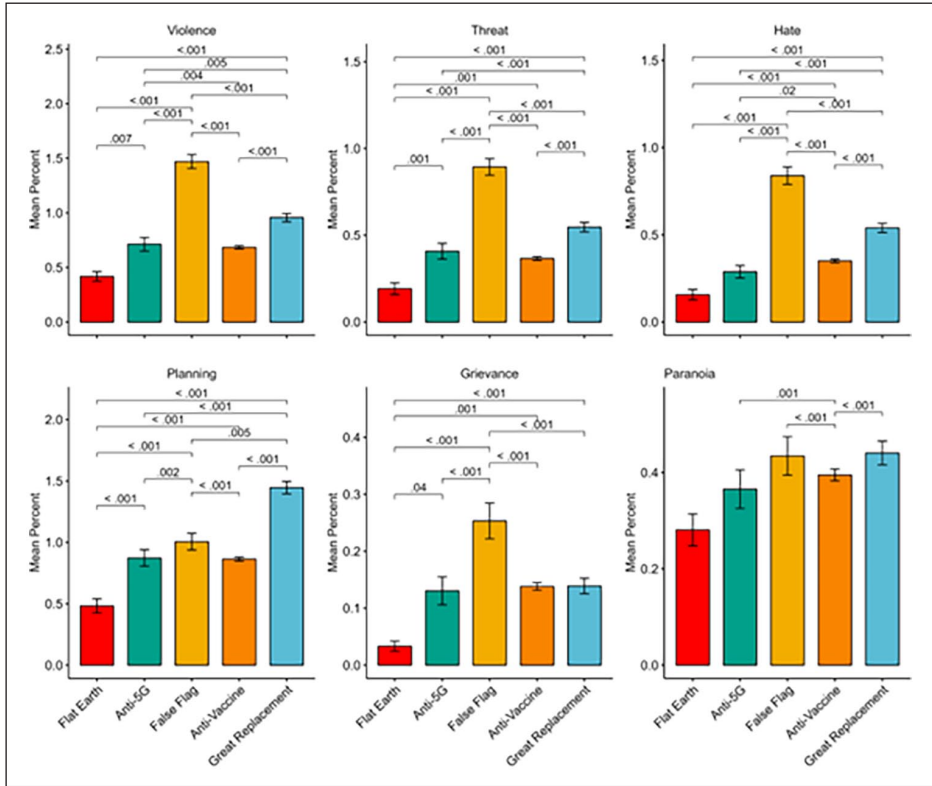 Violence
Mean Percent
2.5
2.0
1.5
1.0
0.5
0.0
< .001
.005
.004
< .001
< .001
< .001
< .001
.007
<.001
Threat
Mean Percent
1.5
1.0
0.5
0.0
< .001
< .001
.001
< .001
< .001
< .001
< .001
< .001
.001
Hate
Mean Percent
1.5
1.0
0.5
0.0
< .001
< .001
< .001
.02
< .001
< .001
< .001
< .001
< .001
Planning
Mean Percent
2.0
1.5
1.0
0.5
0.0
< .001
< .001
< .001
.005
< .001
.002
< .001
< .001
< .001
Grievance
Mean Percent
0.4
0.3
0.2
0.1
0.0
< .001
.001
< .001
< .001
< .001
< .001
.04
Paranoia
Mean Percent
0.4
0.2
0.0
.001
< .001
< .001
Flat Earth
Anti-5G
False Flag
Anti-Vaccine
Great Replacement
Flat Earth
Anti-5G
False Flag
Anti-Vaccine
Great Replacement
Flat Earth
Anti-5G
False Flag
Anti-Vaccine
Great Replacement